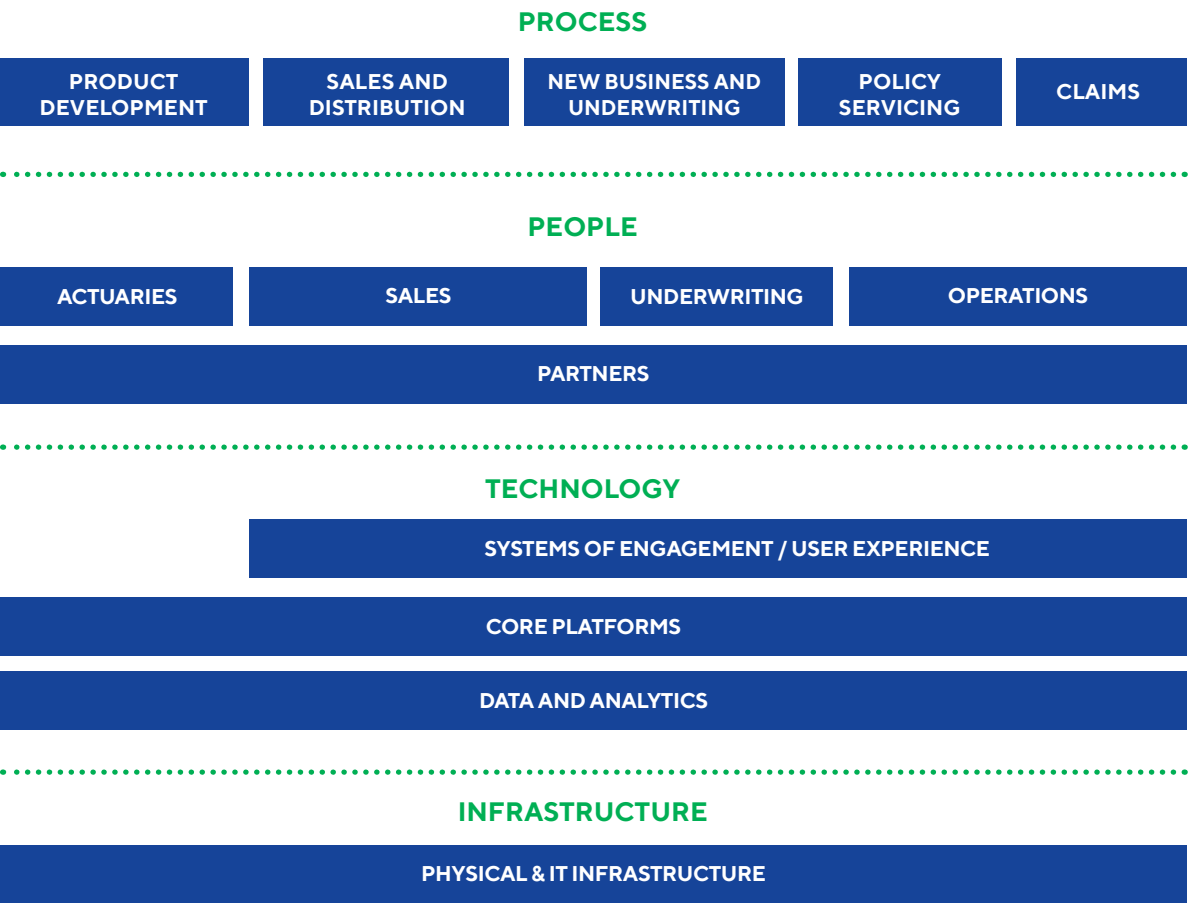 PROCESS
PRODUCT
DEVELOPMENT
SALES AND
DISTRIBUTION
NEW BUSINESS AND
UNDERWRITING
POLICY
SERVICING
CLAIMS
PEOPLE
ACTUARIES
SALES
UNDERWRITING
OPERATIONS
PARTNERS
TECHNOLOGY
SYSTEMS OF ENGAGEMENT / USER EXPERIENCE
CORE PLATFORMS
DATA AND ANALYTICS
INFRASTRUCTURE
PHYSICAL & IT INFRASTRUCTURE